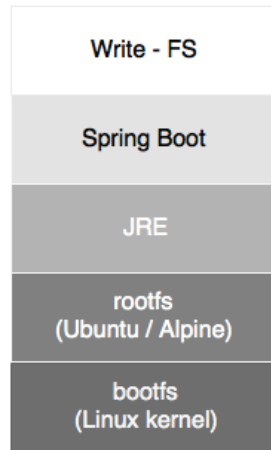 Write - FS
Spring Boot
JRE
rootfs
(Ubuntu / Alpine)
bootfs
(Linux kernel)